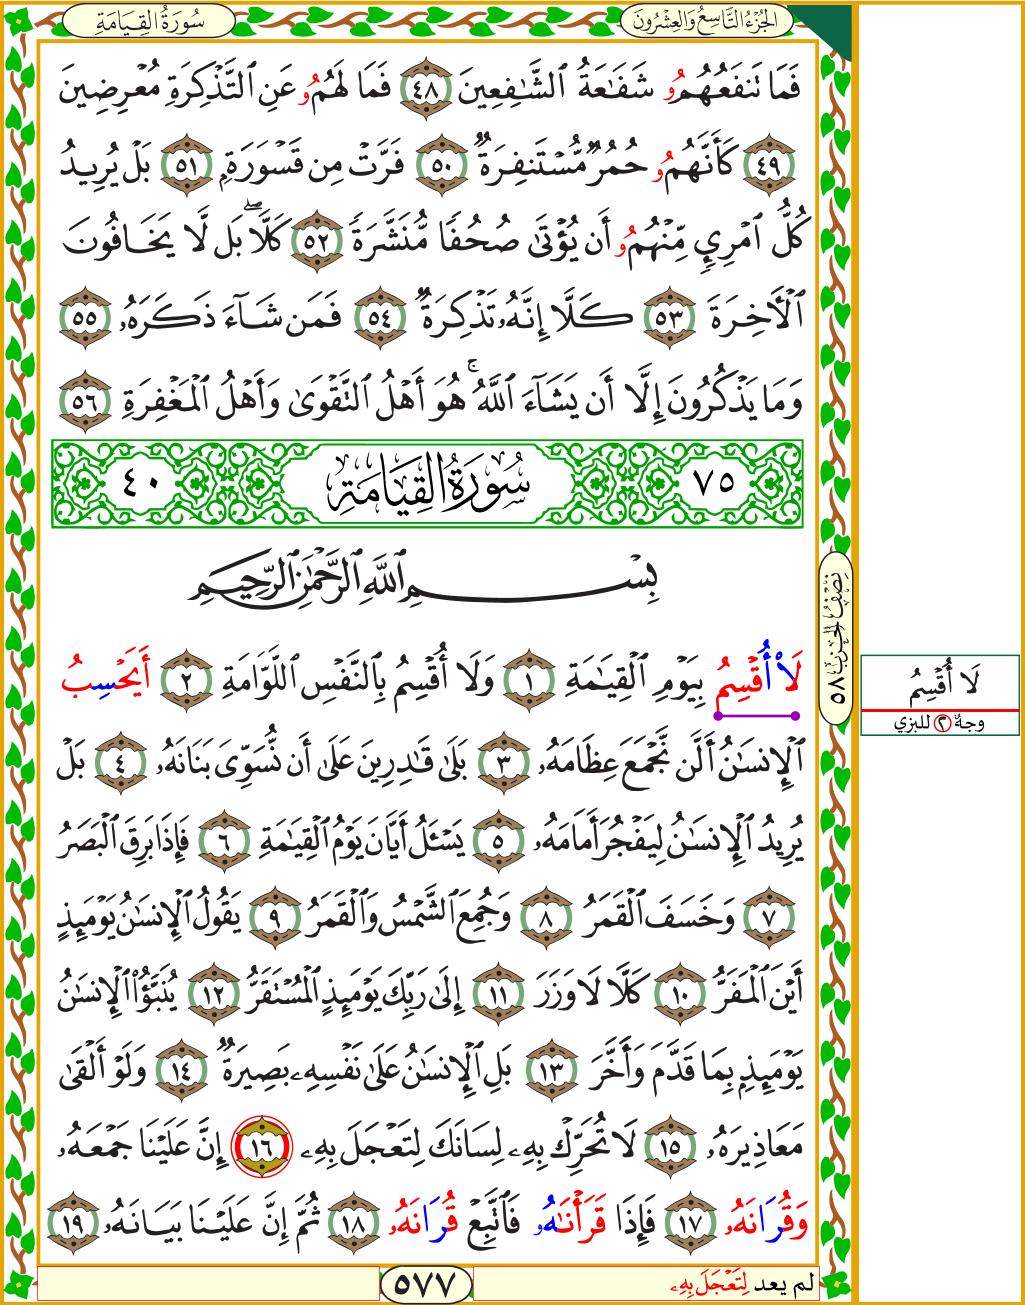 سُورَةُ القِيَامَةِ
الجُزْءُ التَّاسِعُ وَالعِشْرُونَ
فَمَا تَنفَعُهُمُۥ شَفَٰعَةُ ٱلشَّٰفِعِينَ ٤٨ فَمَا لَهُمُۥ عَنِ ٱلتَّذْكِرَةِ مُعْرِضِينَ
٤٩ كَأَنَّهُمُۥ حُمُرٌ مُّسْتَنفِرَةٌ ٥٠ فَرَّتْ مِن قَسْوَرَةٍۭ ٥١ بَلْ يُرِيدُ
كُلُّ ٱمْرِيٍٕ مِّنْهُمُۥ أَن يُؤْتَىٰ صُحُفًا مُّنَشَّرَةً ٥٢ كَلَّاۖ بَل لَّا يَخَافُونَ
ٱلْأٓخِرَةَ ٥٣ كَلَّا إِنَّهُۥ تَذْكِرَةٌ ٥٤ فَمَن شَآءَ ذَكَرَهُۥ ٥٥
وَمَا يَذْكُرُونَ إِلَّا أَن يَشَآءَ ٱللَّهُۚ هُوَ أَهْلُ ٱلتَّقْوَىٰ وَأَهْلُ ٱلْمَغْفِرَةِ ٥٦
٧٥ سُورَةُ القِيَامَةِ ٤٠
بِسْمِ ٱللَّهِ ٱلرَّحْمَٰنِ ٱلرَّحِيمِ
لَأُقْسِمُ بِيَوْمِ ٱلْقِيَٰمَةِ ١ وَلَا أُقْسِمُ بِٱلنَّفْسِ ٱللَّوَّامَةِ ٢ أَيَحْسِبُ
ٱلْإِنسَٰنُ أَلَّن نَّجْمَعَ عِظَامَهُۥ ٣ بَلَىٰ قَٰدِرِينَ عَلَىٰ أَن نُّسَوِّىَ بَنَانَهُۥ ٤ بَلْ
يُرِيدُ ٱلْإِنسَٰنُ لِيَفْجُرَ أَمَامَهُۥ ٥ يَسْـَٔلُ أَيَّانَ يَوْمُ ٱلْقِيَٰمَةِ ٦ فَإِذَا بَرِقَ ٱلْبَصَرُ
٧ وَخَسَفَ ٱلْقَمَرُ ٨ وَجُمِعَ ٱلشَّمْسُ وَٱلْقَمَرُ ٩ يَقُولُ ٱلْإِنسَٰنُ يَوْمَئِذٍ
أَيْنَ ٱلْمَفَرُّ ١٠ كَلَّا لَا وَزَرَ ١١ إِلَىٰ رَبِّكَ يَوْمَئِذٍ ٱلْمُسْتَقَرُّ ١٢ يُنَبَّؤُا۟ ٱلْإِنسَٰنُ
يَوْمَئِذٍۭ بِمَا قَدَّمَ وَأَخَّرَ ١٣ بَلِ ٱلْإِنسَٰنُ عَلَىٰ نَفْسِهِۦ بَصِيرَةٌ ١٤ وَلَوْ أَلْقَىٰ
مَعَاذِيرَهُۥ ١٥ لَا تُحَرِّكْ بِهِۦ لِسَانَكَ لِتَعْجَلَ بِهِۦ ١٦ إِنَّ عَلَيْنَا جَمْعَهُۥ
وَقُرَانَهُۥ ١٧ فَإِذَا قَرَأْنَٰهُۥ فَٱتَّبِعْ قُرَانَهُۥ ١٨ ثُمَّ إِنَّ عَلَيْنَا بَيَانَهُۥ ١٩
نِصْفُ الحِزْبِ ٥٨
لَا أُقْسِمُ
وجهٌ ٢ للبزي
لم يعد لِتَعْجَلَ بِهِۦ
٥٧٧